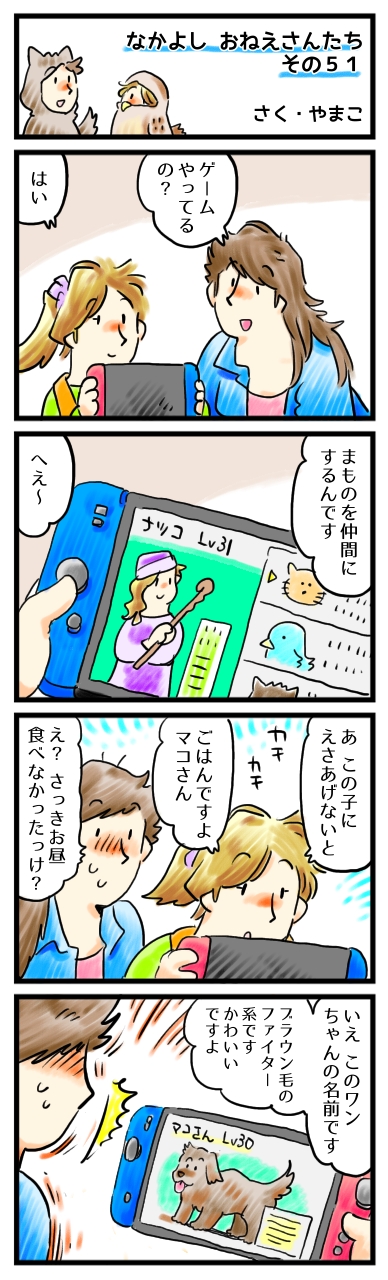 なかよし おねえさんたち
その51
さく・やまこ
ゲーム
やってる
の？
はい
まものを仲間に
するんです
へえ〜
ナツコ Lv31
あ この子に
えさあげないと
カキ
カキ
ごはんですよ
マコさん
え？ さっきお昼
食べなかったっけ？
いえ このワン
ちゃんの名前です
ブラウン毛の
ファイター
系です
かわいい
ですよ
マコさん Lv30